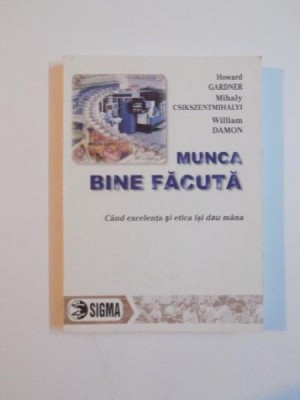 Howard
GARDNER
Mihaly
CSIKSZENTMIHALYI
William
DAMON
MUNCA
BINE FĂCUTĂ
Când excelența și etica își dau mâna
SIGMA